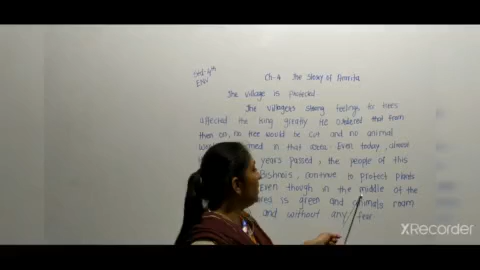 Std:- 4th
EVS:-
Ch-4 The story of Amrita
The village is protected
The villagers strong feelings to trees
affected the king greatly. He ordered that from
then on, no tree would be cut and no animal
in that area. Even today, almost
years passed, the people of this
Bishnois, continue to protect plants
Even though in the middle of the
area is green and animals roam
and without any fear
XRecorder